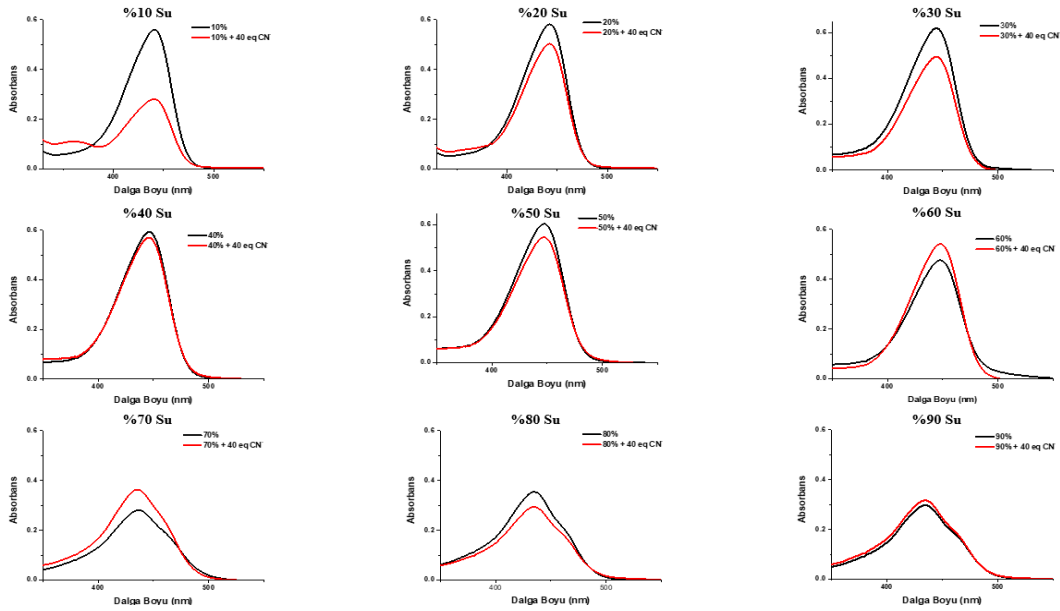 %10 Su
0.6
0.4
0.2
0.0
Absorbans
10%
10% + 40 eq CN⁻
400
500
Dalga Boyu (nm)
%20 Su
0.6
0.4
0.2
0.0
Absorbans
20%
20% + 40 eq CN⁻
400
500
Dalga Boyu (nm)
%30 Su
0.6
0.4
0.2
0.0
Absorbans
30%
30% + 40 eq CN⁻
400
500
Dalga Boyu (nm)
%40 Su
0.6
0.4
0.2
0.0
Absorbans
40%
40% + 40 eq CN⁻
400
500
Dalga Boyu (nm)
%50 Su
0.6
0.4
0.2
0.0
Absorbans
50%
50% + 40 eq CN⁻
400
500
Dalga Boyu (nm)
%60 Su
0.6
0.4
0.2
0.0
Absorbans
60%
60% + 40 eq CN⁻
400
500
Dalga Boyu (nm)
%70 Su
0.6
0.4
0.2
0.0
Absorbans
70%
70% + 40 eq CN⁻
400
500
Dalga Boyu (nm)
%80 Su
0.6
0.4
0.2
0.0
Absorbans
80%
80% + 40 eq CN⁻
400
500
Dalga Boyu (nm)
%90 Su
0.6
0.4
0.2
0.0
Absorbans
90%
90% + 40 eq CN⁻
400
500
Dalga Boyu (nm)